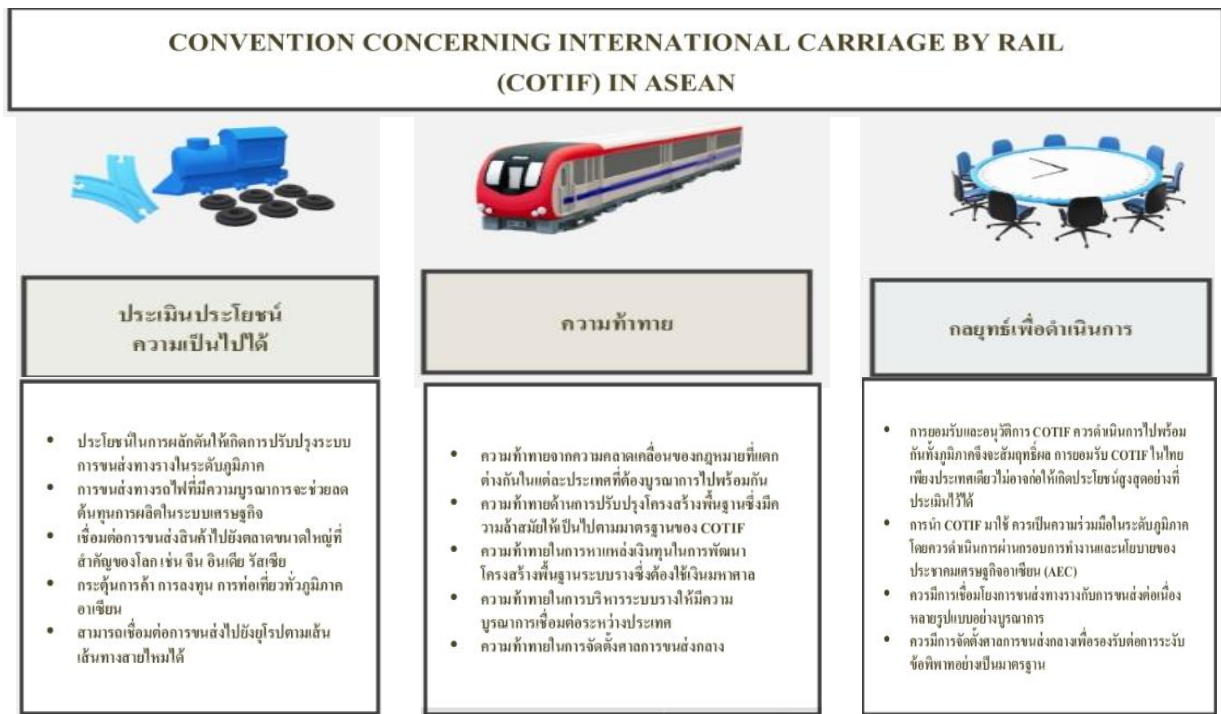 CONVENTION CONCERNING INTERNATIONAL CARRIAGE BY RAIL
(COTIF) IN ASEAN
ประเมินประโยชน์
ความเป็นไปได้
ประโยชน์ในการผลักดันให้เกิดการปรับปรุงระบบ
การขนส่งทางรางในระดับภูมิภาค
การขนส่งทางรถไฟที่มีความบูรณาการจะช่วยลด
ต้นทุนการผลิตในระบบเศรษฐกิจ
เชื่อมต่อการขนส่งสินค้าไปยังตลาดขนาดใหญ่ที่
สำคัญของโลก เช่น จีน อินเดีย รัสเซีย
กระตุ้นการค้า การลงทุน การท่อเที่ยวทั่วภูมิภาค
อาเซียน
สามารถเชื่อมต่อการขนส่งไปยังยุโรปตามเส้น
เส้นทางสายไหมได้
ความท้าทาย
ความท้าทายจากความคลาดเคลื่อนของกฎหมายที่แตก
ต่างกันในแต่ละประเทศที่ต้องบูรณาการไปพร้อมกัน
ความท้าทายด้านการปรับปรุงโครงสร้างพื้นฐานซึ่งมีค
วามล้าสมัยให้เป็นไปตามมาตรฐานของ COTIF
ความท้าทายในการหาแหล่งเงินทุนในการพัฒนา
โครงสร้างพื้นฐานระบบรางซึ่งต้องใช้เงินมหาศาล
ความท้าทายในการบริหารระบบรางให้มีความ
บูรณาการเชื่อมต่อระหว่างประเทศ
ความท้าทายในการจัดตั้งศาลการขนส่งกลาง
กลยุทธ์เพื่อดำเนินการ
การยอมรับและอนุวัติการ COTIF ควรดำเนินการไปพร้อม
กันทั้งภูมิภาคจึงจะสัมฤทธิ์ผล การยอมรับ COTIF ในไทย
เพียงประเทศเดียวไม่อาจก่อให้เกิดประโยชน์สูงสุดอย่างที่
ประเมินไว้ได้
การนำ COTIF มาใช้ ควรเป็นความร่วมมือในระดับภูมิภาค
โดยควรดำเนินการผ่านกรอบการทำงานและนโยบายของ
ประชาคมเศรษฐกิจอาเซียน (AEC)
ควรมีการเชื่อมโยงการขนส่งทางรางกับการขนส่งต่อเนื่อง
หลายรูปแบบอย่างบูรณาการ
ควรมีการจัดตั้งศาลการขนส่งกลางเพื่อรองรับต่อการระงับ
ข้อพิพาทอย่างเป็นมาตรฐาน